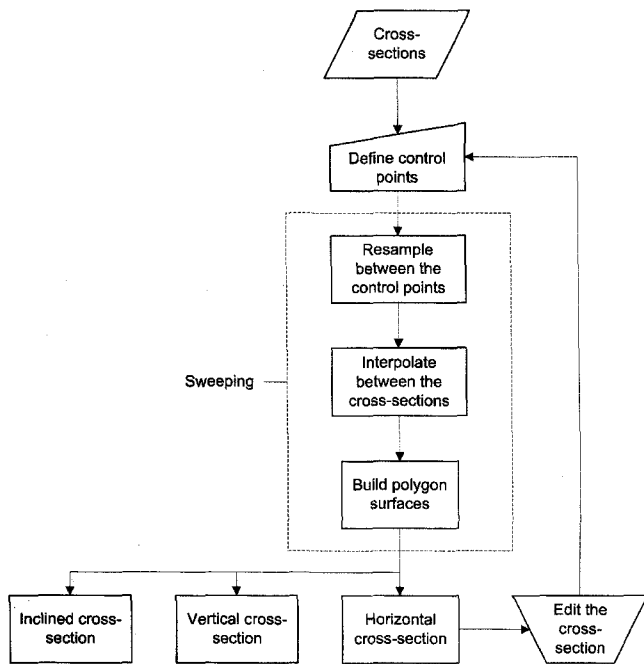 Cross-
sections
Define control
points
Resample
between the
control points
Sweeping
Interpolate
between the
cross-sections
Build polygon
surfaces
Inclined cross-
section
Vertical cross-
section
Horizontal
cross-section
Edit the
cross-
section